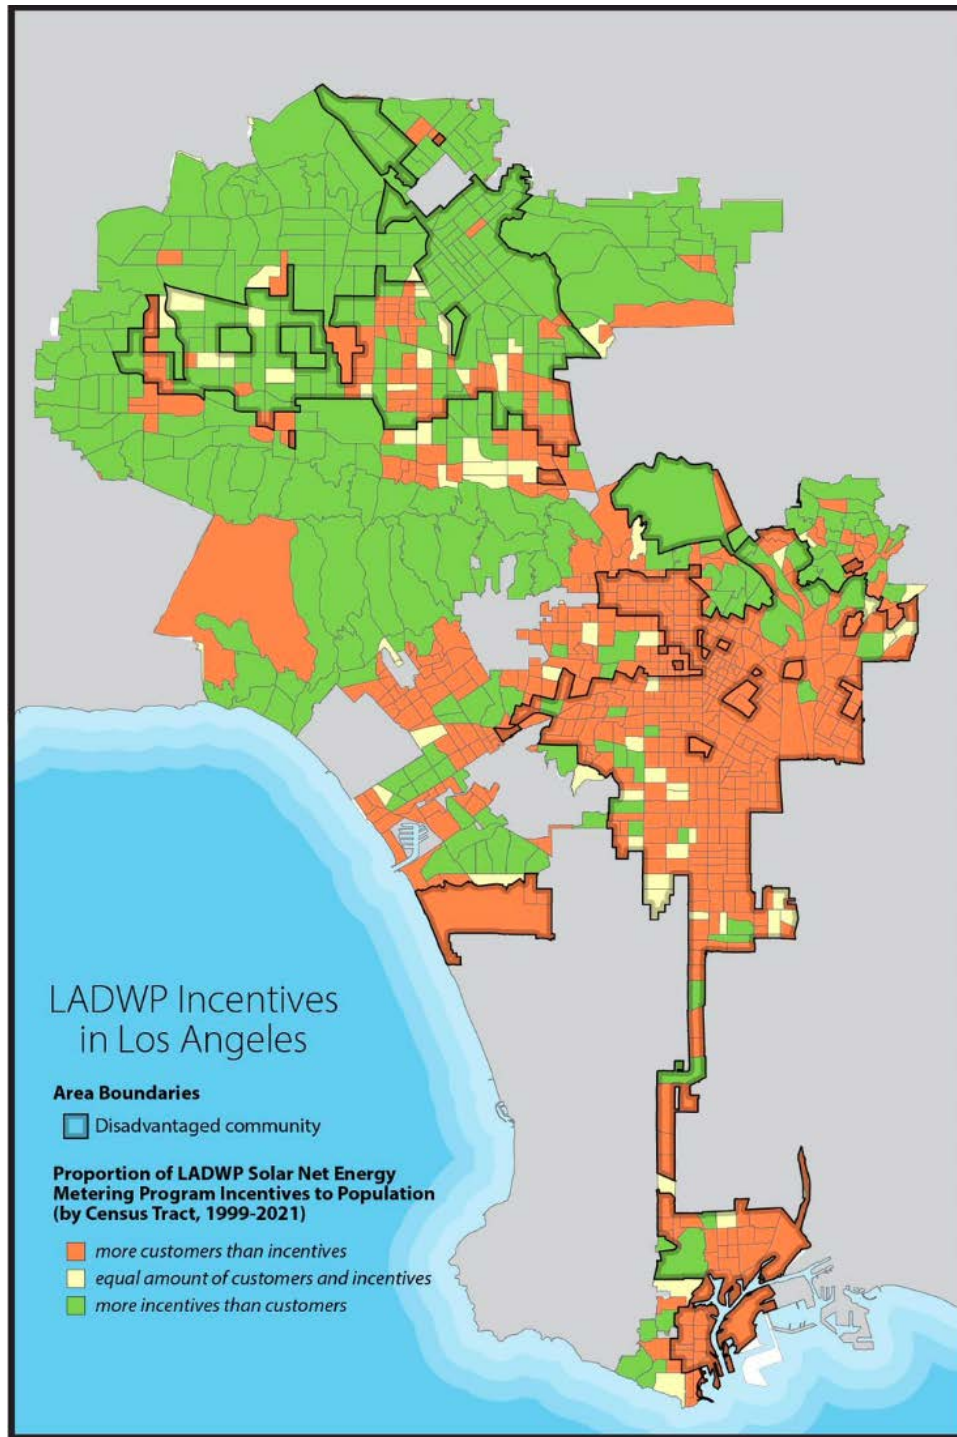 LADWP Incentives
in Los Angeles
Area Boundaries
Disadvantaged community
Proportion of LADWP Solar Net Energy
Metering Program Incentives to Population
(by Census Tract, 1999-2021)
more customers than incentives
equal amount of customers and incentives
more incentives than customers